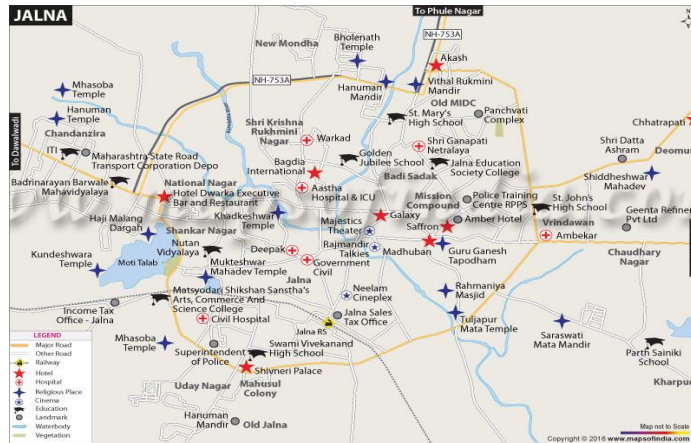 JALNA
To Phule Nagar
NH-753A
Akash
New Mondha
Bholenath
Temple
NH-753A
Hanuman
Mandir
Vithal Rukmini
Mandir
Mhasoba
Temple
Old MIDC
Hanuman
Temple
Shri Krishna
Rukhmini
Nagar
St. Mary's
High School
Panchvati
Complex
Chhatrapati
To Dawalwadi
Chandanzira
Warkad
Shri Ganapati
Netralaya
Shri Datta
Ashram
Deomur
ITI
Maharashtra State Road
Transport Corporation Depo
Golden
Jubilee School
Bagdia
International
Badi Sadak
Jalna Education
Society College
Shiddheshwar
Mahadev
Badrinarayan Barwale
Mahavidyalaya
National Nagar
Hotel Dwarka Executive
Bar and Restaurant
Aastha
Hospital & ICU
Mission
Compound
Police Training
Centre RPPS
St. John's
High School
Haji Malang
Dargah
Khadkeshwar
Temple
Galaxy
Majestics
Theater
Saffron
Amber Hotel
Vrindawan
Geenta Refinery
Pvt Ltd
Shankar Nagar
Ambekar
Nutan
Vidyalaya
Deepak
Rajmandir
Talkies
Madhuban
Guru Ganesh
Tapodham
Chaudhary
Nagar
Kundeshwara
Temple
Moti Talab
Mukteshwar
Mahadev Temple
Government
Civil
Jalna
Matsyodari Shikshan Sanstha's
Arts, Commerce And
Science College
Neelam
Cineplex
Rahmaniya
Masjid
Income Tax
Office - Jalna
Civil Hospital
Jalna Sales
Tax Office
Tuljapur
Mata Temple
Jalna RS
Saraswati
Mata Mandir
Mhasoba
Temple
Superintendent
of Police
Swami Vivekanand
High School
Parth Sainiki
School
Shivneri Palace
Kharpu
Uday Nagar
Mahusul
Colony
Hanuman
Mandir
Old Jalna
LEGEND
Major Road
Other Road
Railway
Hotel
Hospital
Religious Place
Cinema
Education
Landmark
Waterbody
Vegetation
Map not to Scale
Copyright © 2016 www.mapsofindia.com